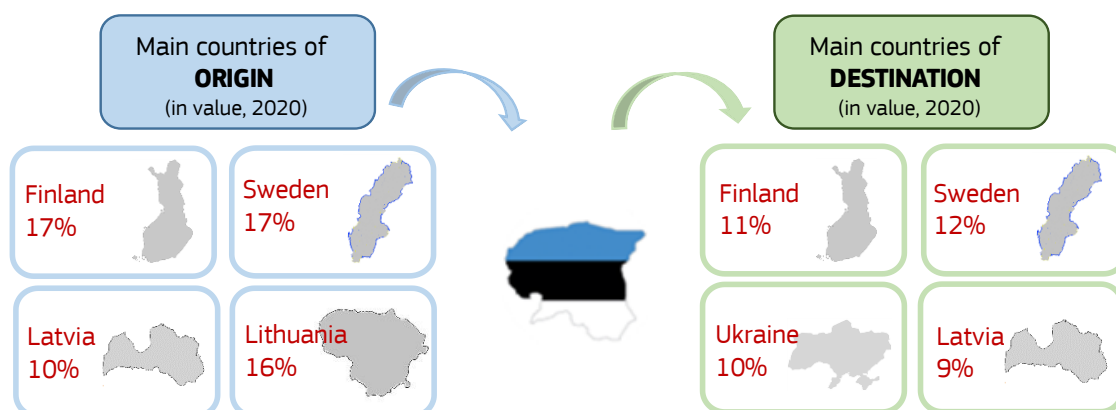 Main countries of
ORIGIN
(in value, 2020)
Main countries of
DESTINATION
(in value, 2020)
Finland
17%
Sweden
17%
Latvia
10%
Lithuania
16%
Finland
11%
Sweden
12%
Ukraine
10%
Latvia
9%